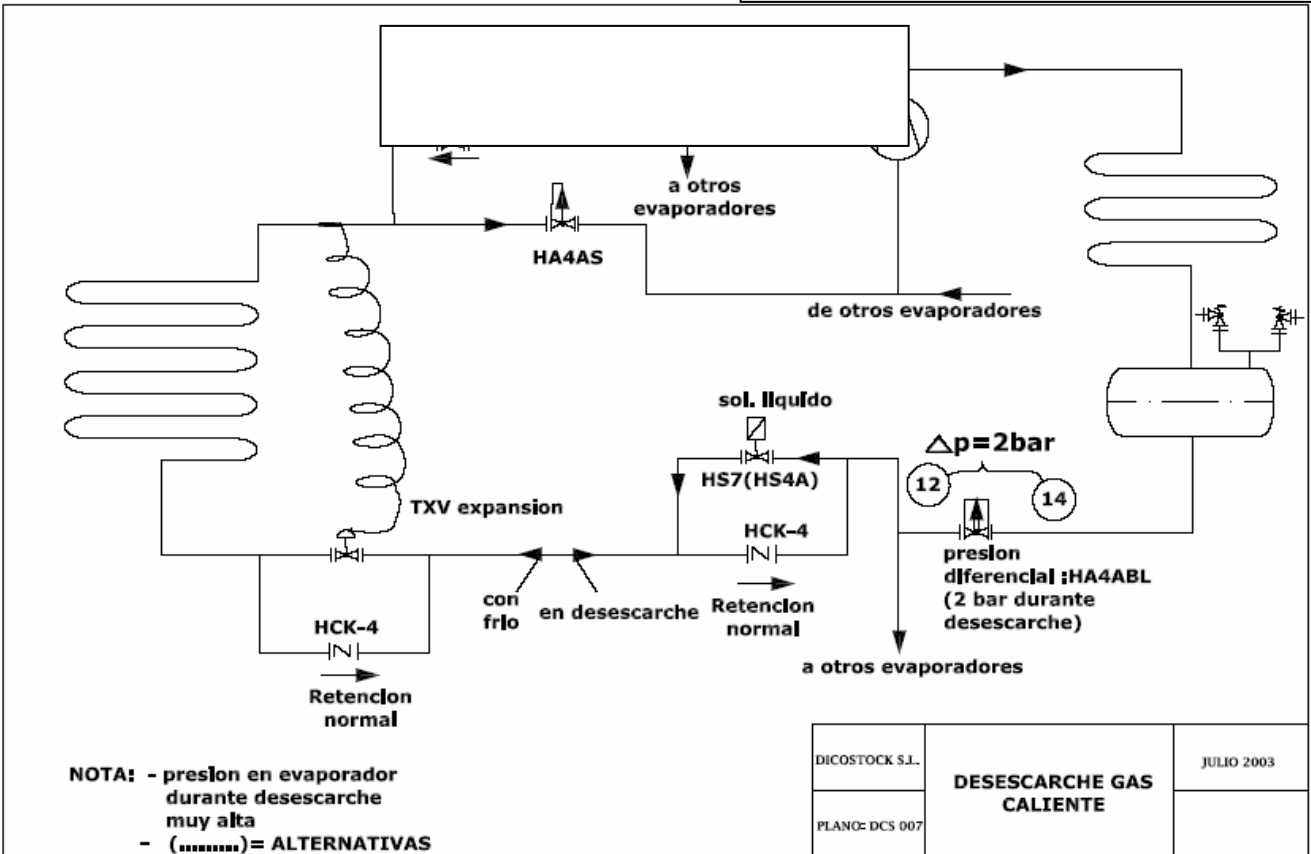 a otros
evaporadores
HA4AS
de otros evaporadores
sol. líquido
HS7(HS4A)
△p=2bar
12
14
TXV expansion
HCK-4
presion
diferencial :HA4ABL
(2 bar durante
desescarche)
con
frio
en desescarche
Retencion
normal
a otros evaporadores
HCK-4
Retencion
normal
NOTA: - presion en evaporador
durante desescarche
muy alta
- (.........)= ALTERNATIVAS
DICOSTOCK S.L.
DESESCARCHE GAS
CALIENTE
JULIO 2003
PLANO= DCS 007